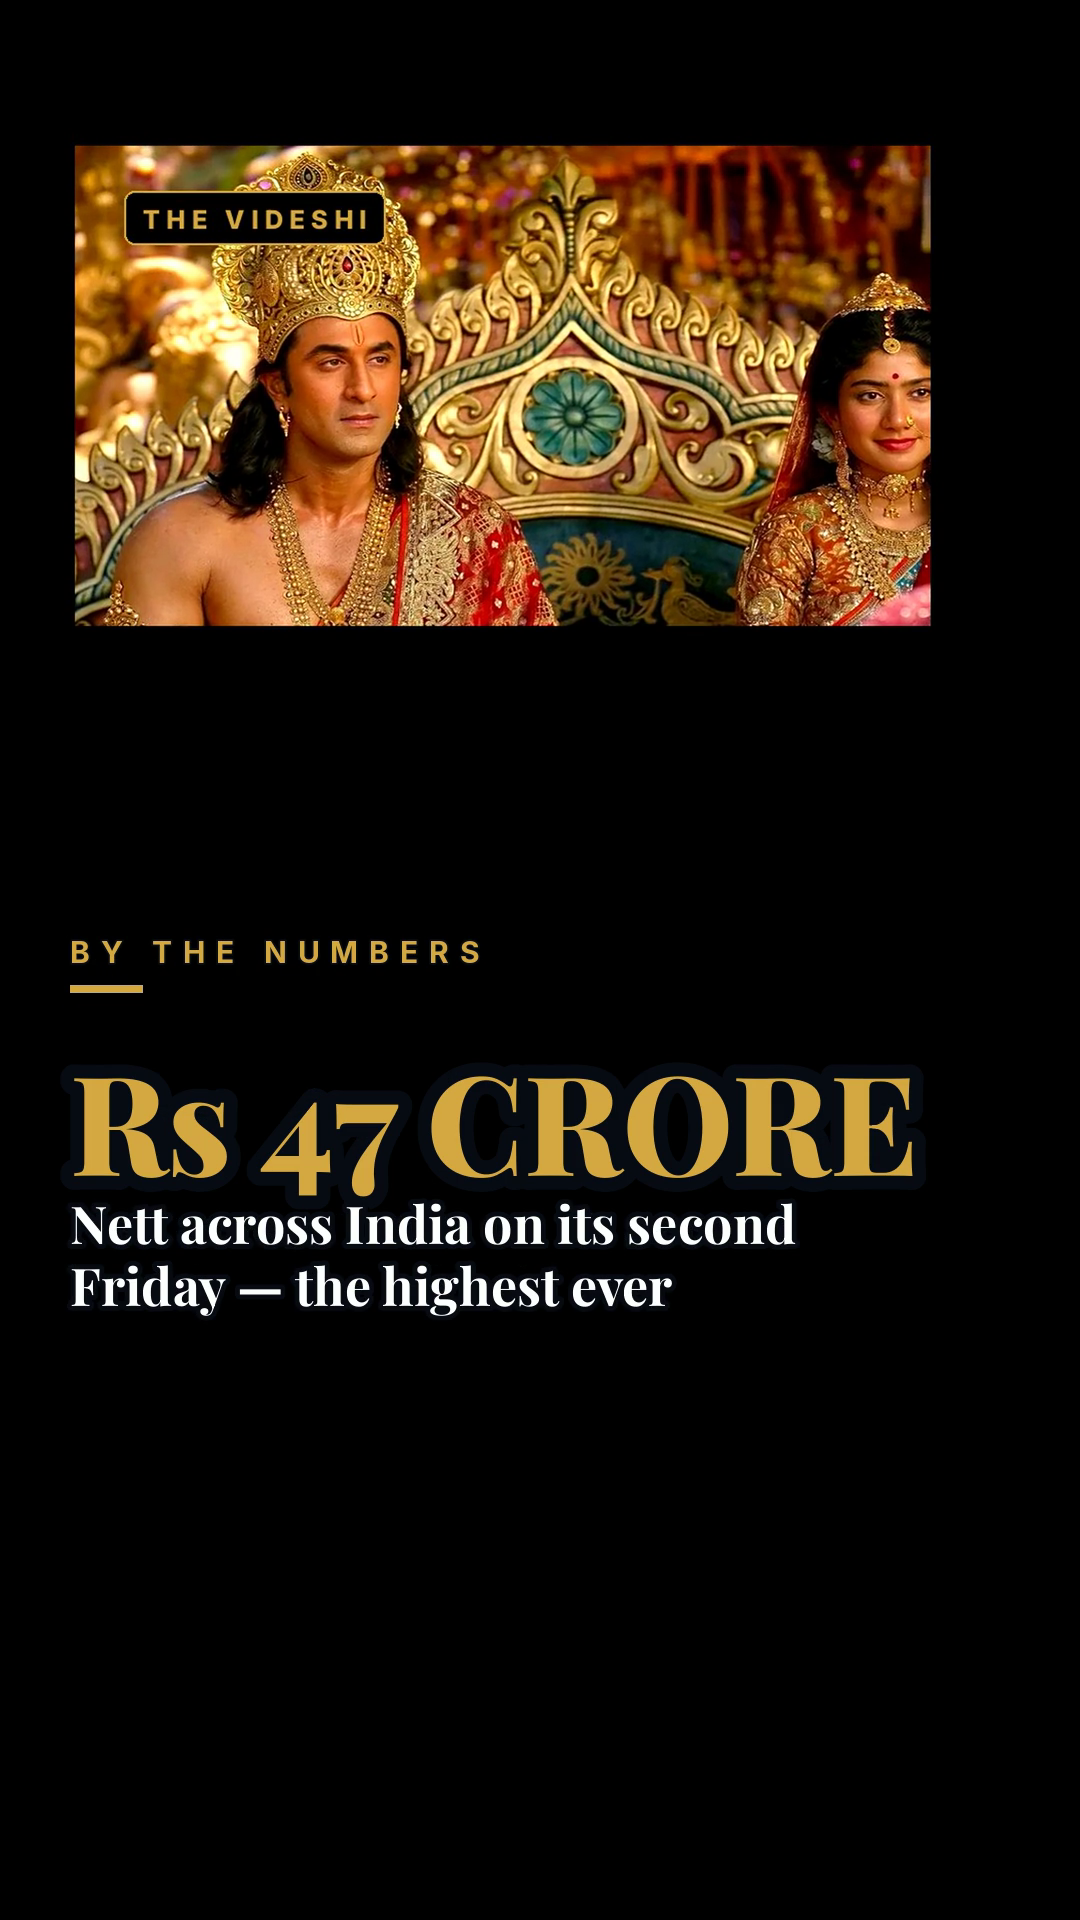 THE VIDESHI
BY THE NUMBERS
Rs 47 CRORE
Nett across India on its second
Friday — the highest ever